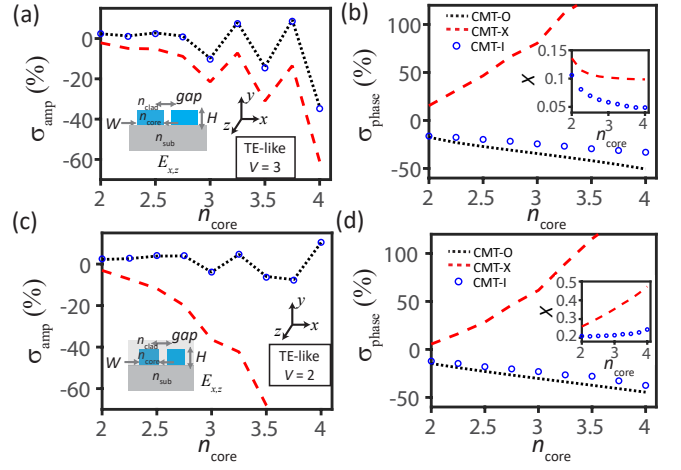 (a)
σamp (%)
0
-20
-40
-60
2
2.5
3
3.5
4
ncore
nclad
gap
ncore
W
H
nsub
Ex,z
y
x
z
TE-like
V = 3
(b)
σphase (%)
100
50
0
-50
2
2.5
3
3.5
4
ncore
CMT-O
CMT-X
CMT-I
X
0.15
0.1
0.05
2
3
4
ncore
(c)
σamp (%)
0
-20
-40
-60
2
2.5
3
3.5
4
ncore
nclad
gap
ncore
W
H
nsub
Ex,z
y
x
z
TE-like
V = 2
(d)
σphase (%)
100
50
0
-50
2
2.5
3
3.5
4
ncore
CMT-O
CMT-X
CMT-I
X
0.5
0.4
0.3
0.2
2
3
4
ncore